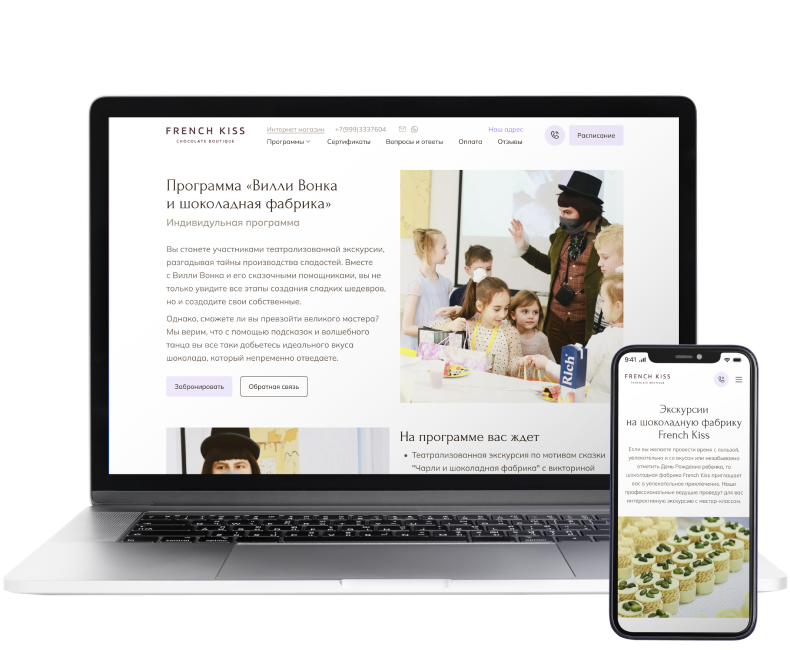 FRENCH KISS
CHOCOLATE BOUTIQUE
Интернет магазин +7(999)3337604 Наш адрес
Программы Сертификаты Вопросы и ответы Оплата Отзывы
Расписание
Программа «Вилли Вонка
и шоколадная фабрика»
Индивидульная программа
Вы станете участниками театрализованной экскурсии,
разгадывая тайны производства сладостей. Вместе
с Вилли Вонка и его сказочными помощниками, вы не
только увидите все этапы создания сладких шедевров,
но и создадите свои собственные.
Однако, сможете ли вы превзойти великого мастера?
Мы верим, что с помощью подсказок и волшебного
танца вы все таки добьетесь идеального вкуса
шоколада, который непременно отведаете.
Забронировать Обратная связь
Rich
На программе вас ждет
• Театрализованная экскурсия по мотивам сказки
"Чарли и шоколадная фабрика" с викториной
9:41
FRENCH KISS
CHOCOLATE BOUTIQUE
Экскурсии
на шоколадную фабрику
French Kiss
Если вы желаете провести время с пользой,
увлекательно и со вкусом или незабываемо
отметить День Рождения ребенка, то
шоколадная фабрика French Kiss приглашает
вас в увлекательное приключение. Наши
профессиональные ведущие проведут для вас
интерактивную экскурсию с мастер-классом.